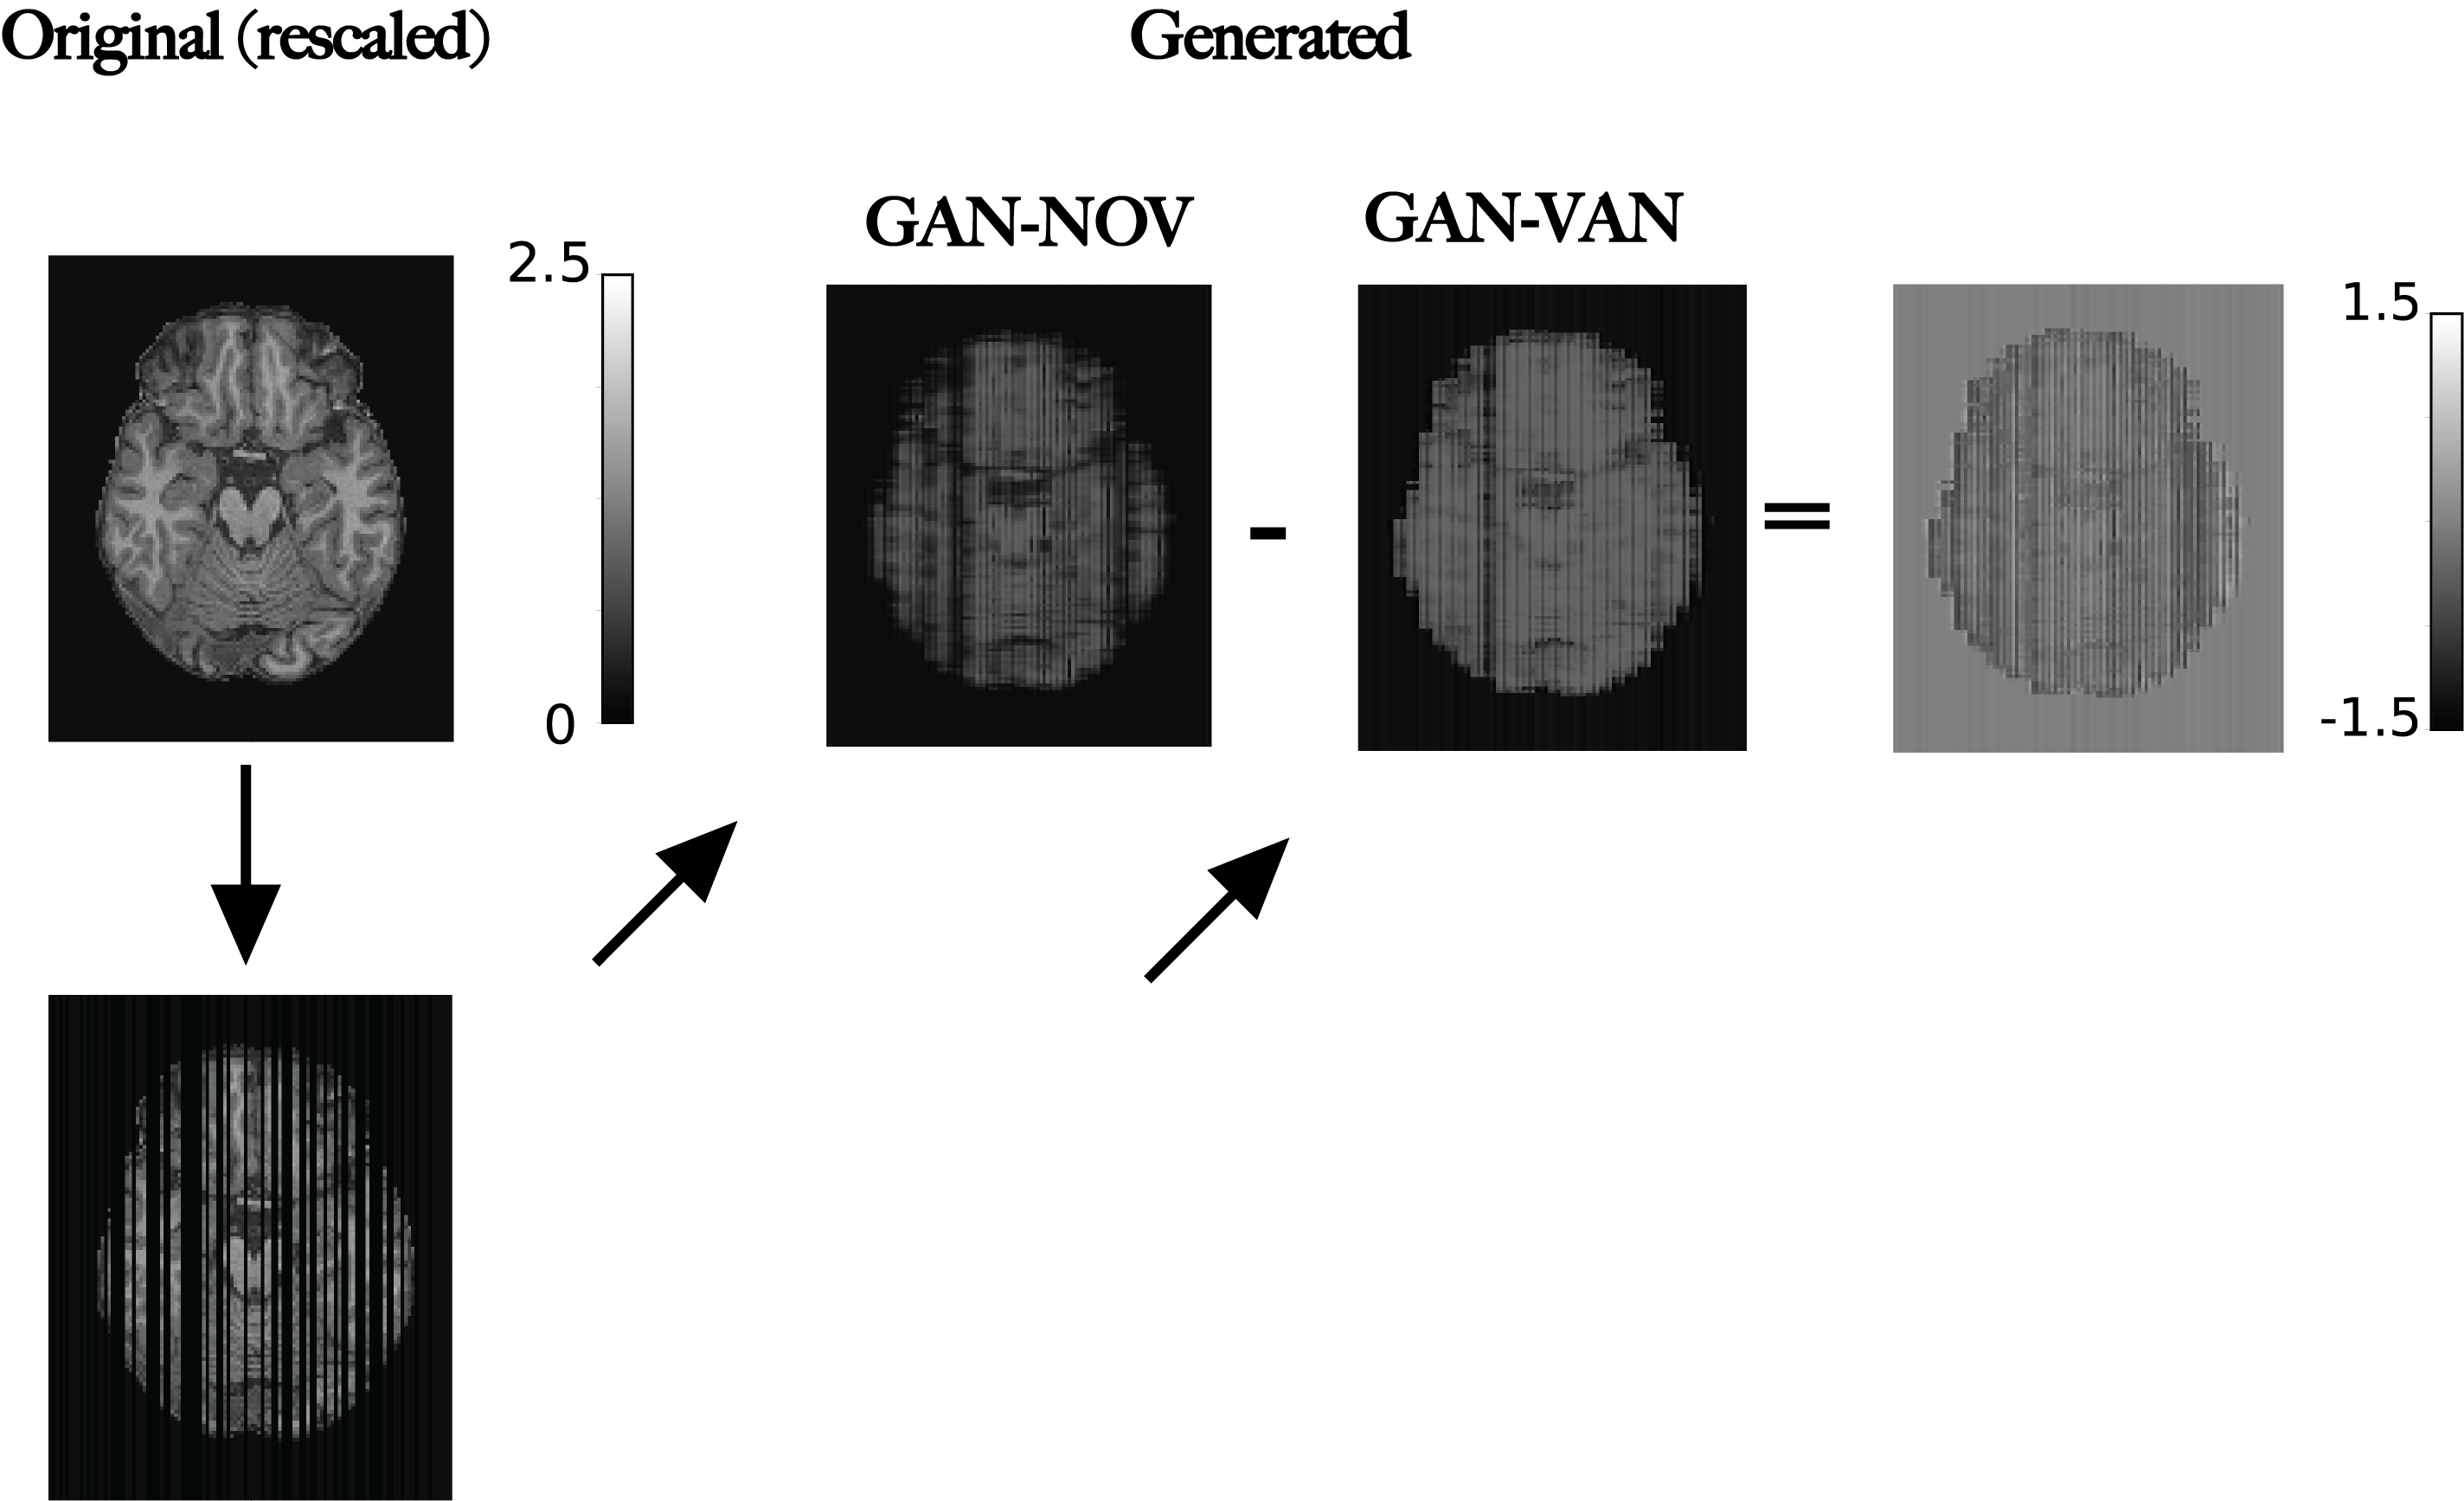 Original (rescaled)
Generated
GAN-NOV
GAN-VAN
2.5
0
-
=
1.5
-1.5